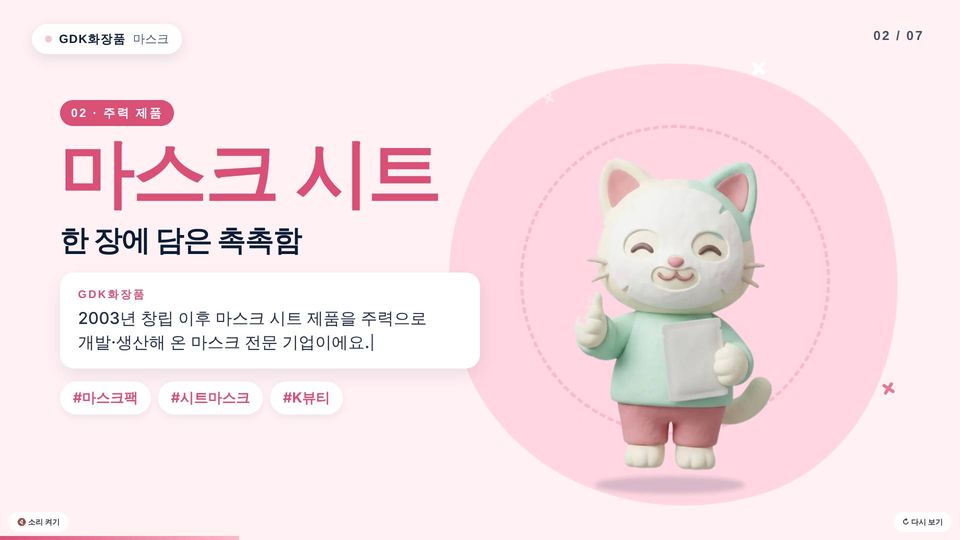 GDK화장품 마스크
02 / 07
02 · 주력 제품
마스크 시트
한 장에 담은 촉촉함
GDK화장품
2003년 창립 이후 마스크 시트 제품을 주력으로
개발·생산해 온 마스크 전문 기업이에요.|
#마스크팩 #시트마스크 #K뷰티
🔇 소리 켜기
↻ 다시 보기